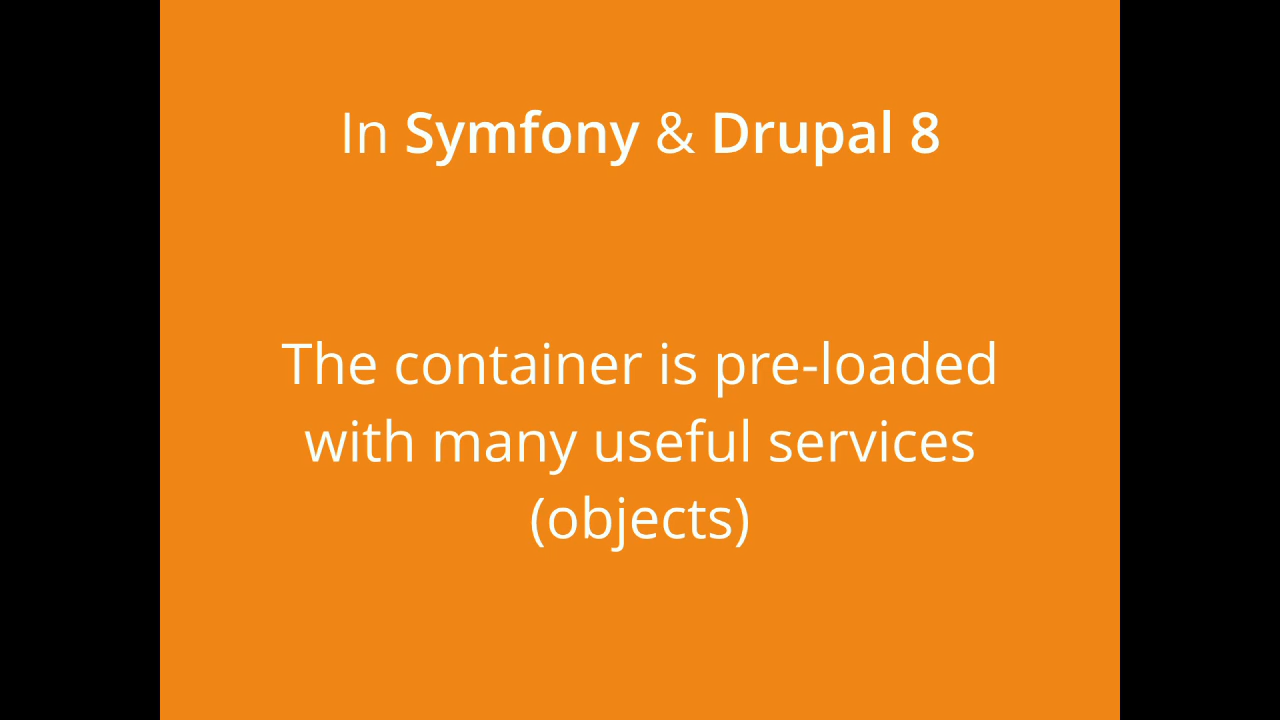 In Symfony & Drupal 8
The container is pre-loaded
with many useful services
(objects)